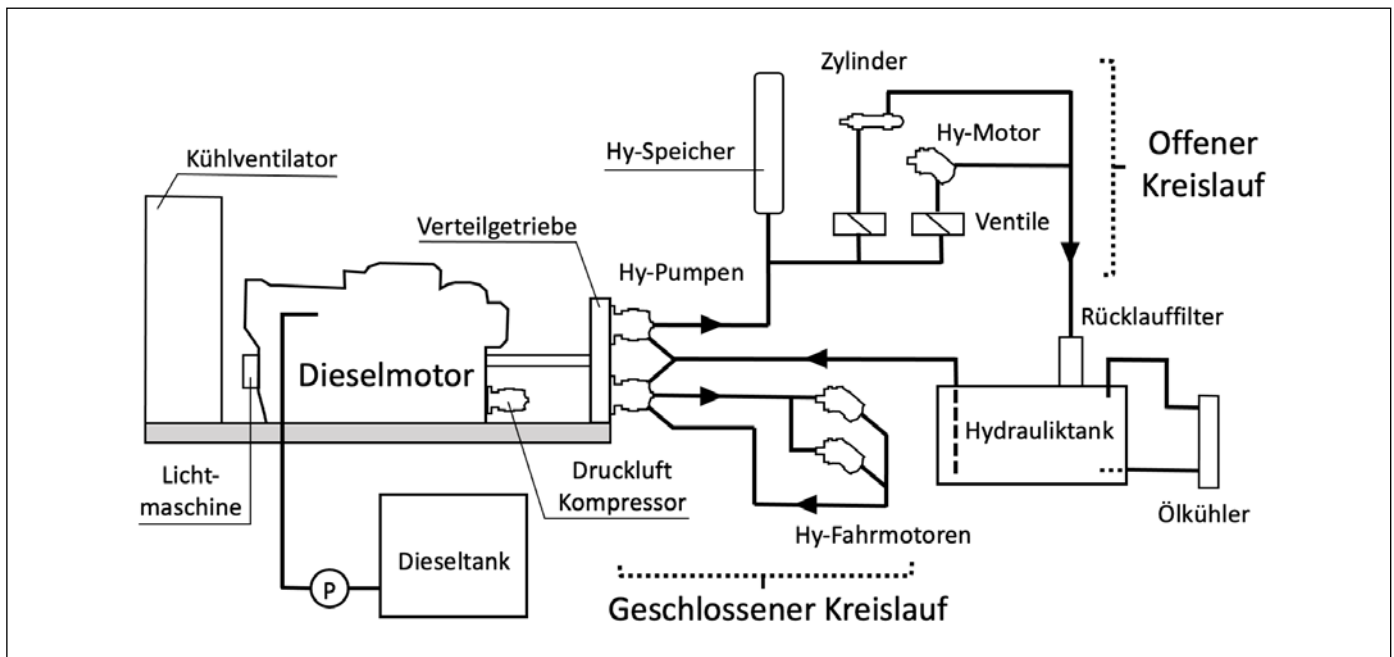 Zylinder
Hy-Motor
Offener
Kreislauf
Hy-Speicher
Kühlventilator
Verteilgetriebe
Ventile
Hy-Pumpen
Rücklauffilter
Dieselmotor
Hydrauliktank
Licht-
maschine
Druckluft
Kompressor
Ölkühler
Hy-Fahrmotoren
Dieseltank
P
Geschlossener Kreislauf